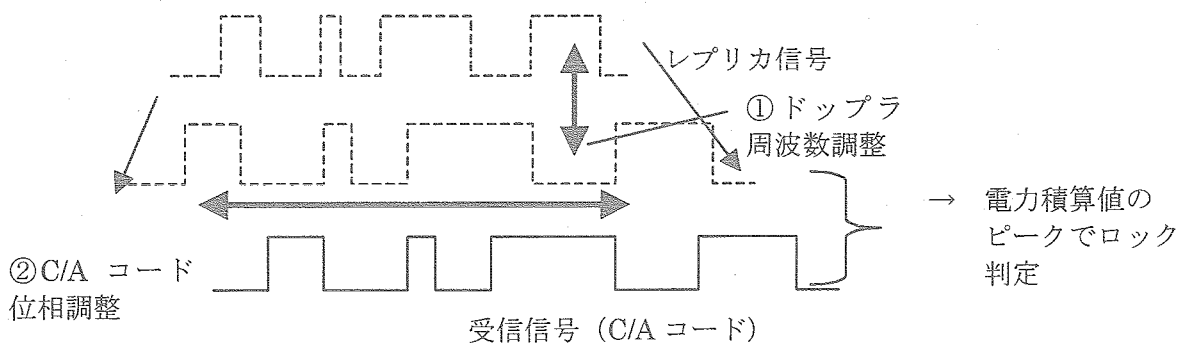 レプリカ信号
①ドップラ
周波数調整
→ 電力積算値の
ピークでロック
判定
②C/A コード
位相調整
受信信号（C/A コード）